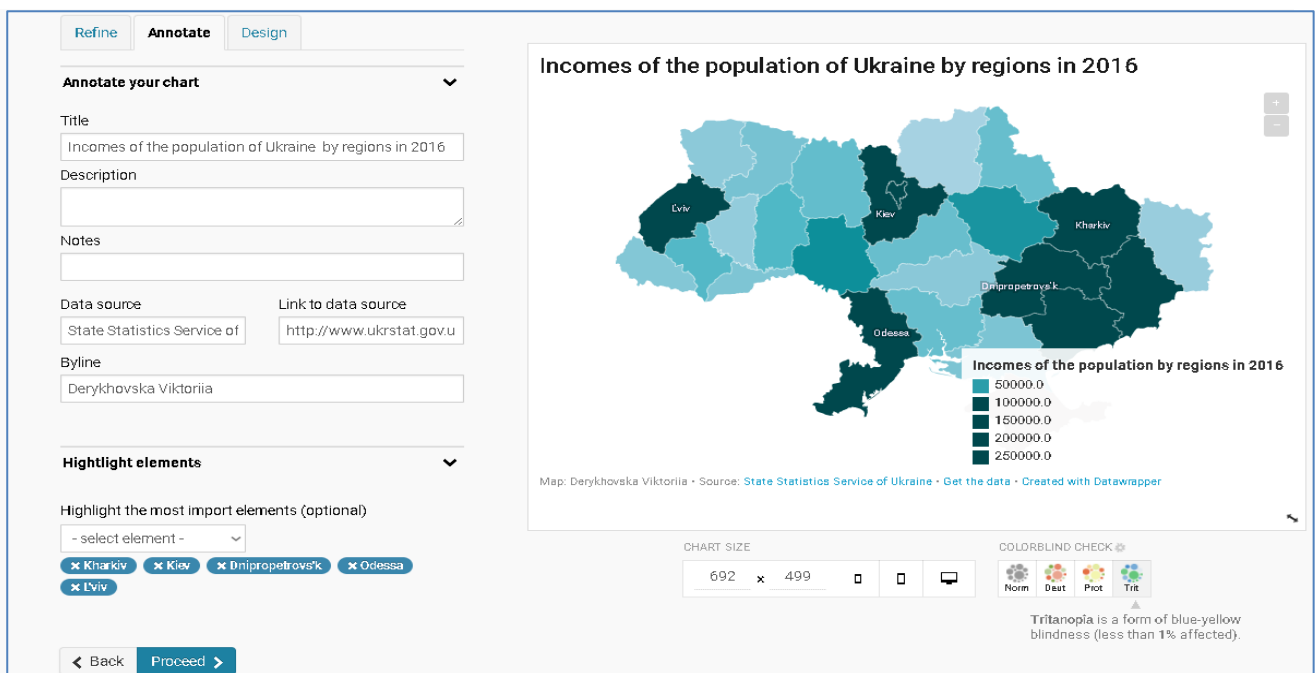 Refine Annotate Design
Annotate your chart
Title
Incomes of the population of Ukraine by regions in 2016
Description
Notes
Data source Link to data source
State Statistics Service of http://www.ukrstat.gov.u
Byline
Derykhovska Viktoriia
Hightlight elements
Highlight the most import elements (optional)
- select element -
× Kharkiv × Kiev × Dnipropetrovs'k × Odessa
× L'viv
Back Proceed
Incomes of the population of Ukraine by regions in 2016
+
−
L'viv
Kiev
Kharkiv
Dnipropetrovs'k
Odessa
Incomes of the population by regions in 2016
50000.0
100000.0
150000.0
200000.0
250000.0
Map: Derykhovska Viktoriia • Source: State Statistics Service of Ukraine • Get the data • Created with Datawrapper
CHART SIZE
692 × 499
COLORBLIND CHECK
Norm Deut Prot Trit
Tritanopia is a form of blue-yellow
blindness (less than 1% affected).